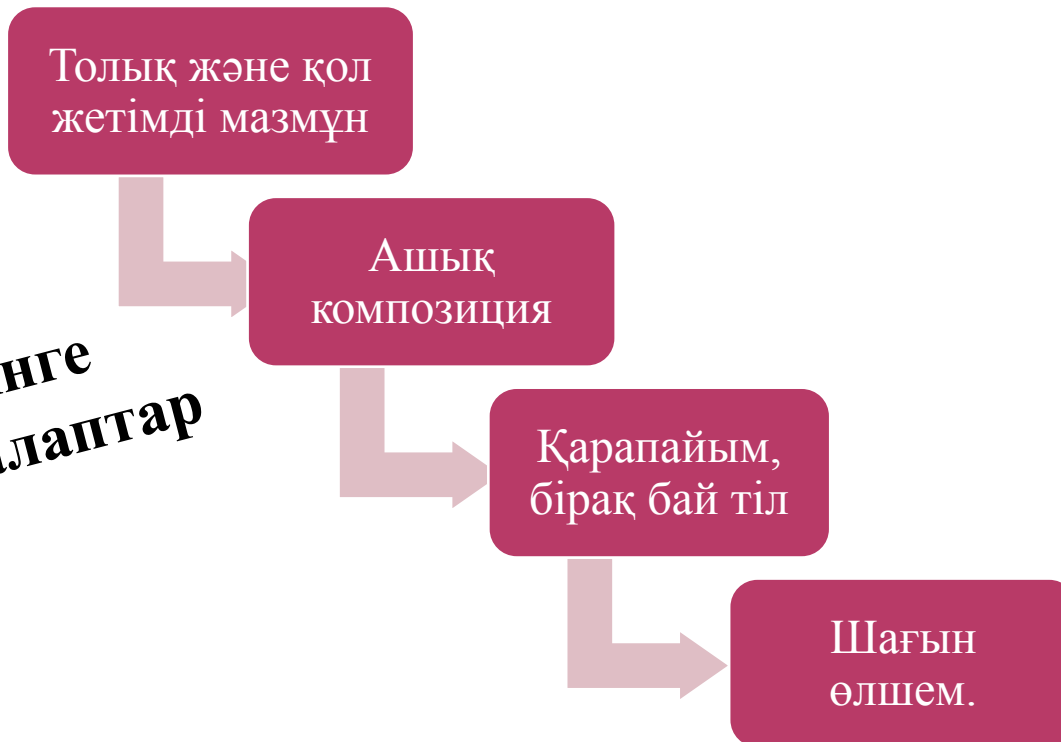 Толық және қол
жетімді мазмұн
Ашық
композиция
Қарапайым,
бірақ бай тіл
Шағын
өлшем.